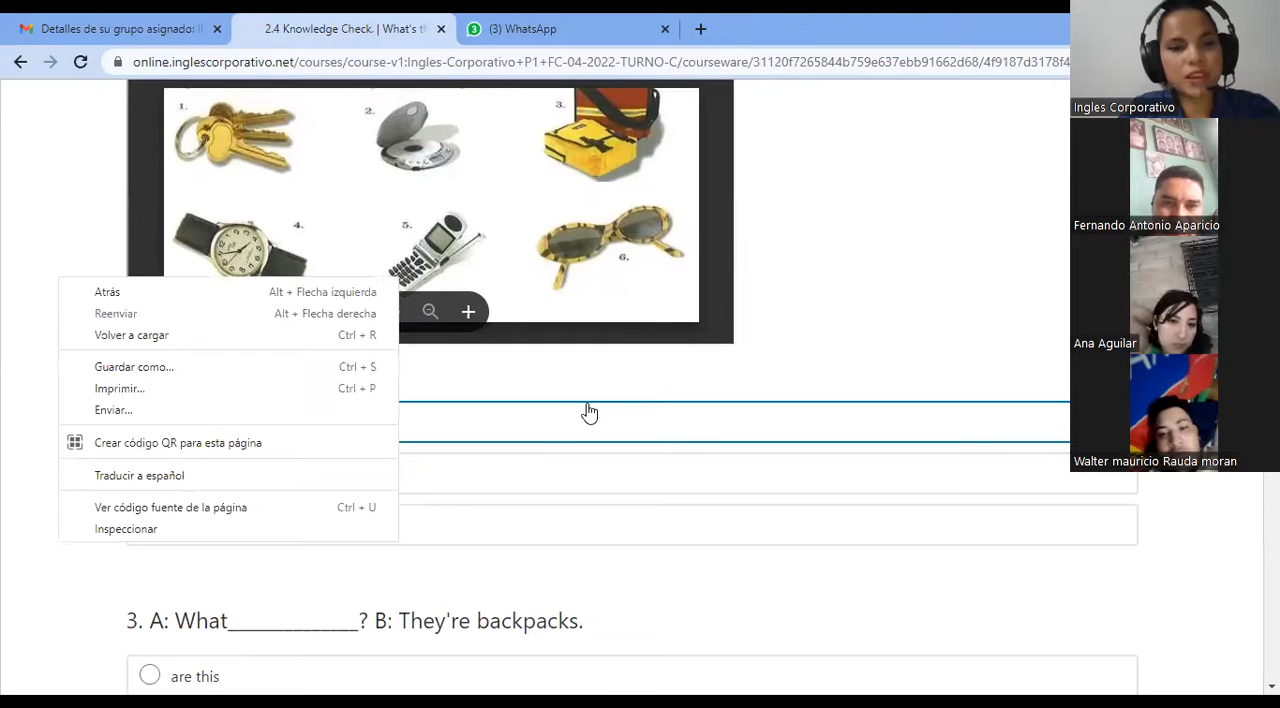 Detalles de su grupo asignado: I
2.4 Knowledge Check. | What's th
3
(3) WhatsApp
online.inglescorporativo.net/courses/course-v1:Ingles-Corporativo+P1+FC-04-2022-TURNO-C/courseware/31120f7263844b759e637ebb91662d68/4f9187d3178f4
Ingles Corporativo
Fernando Antonio Aparicio
Ana Aguilar
Walter mauricio Rauda moran
1.
2.
3.
4.
5.
6.
Atrás Alt + Flecha izquierda
Reenviar Alt + Flecha derecha
Volver a cargar Ctrl + R
Guardar como... Ctrl + S
Imprimir... Ctrl + P
Enviar...
Crear código QR para esta página
Traducir a español
Ver código fuente de la página Ctrl + U
Inspeccionar
3. A: What_____________? B: They're backpacks.
are this